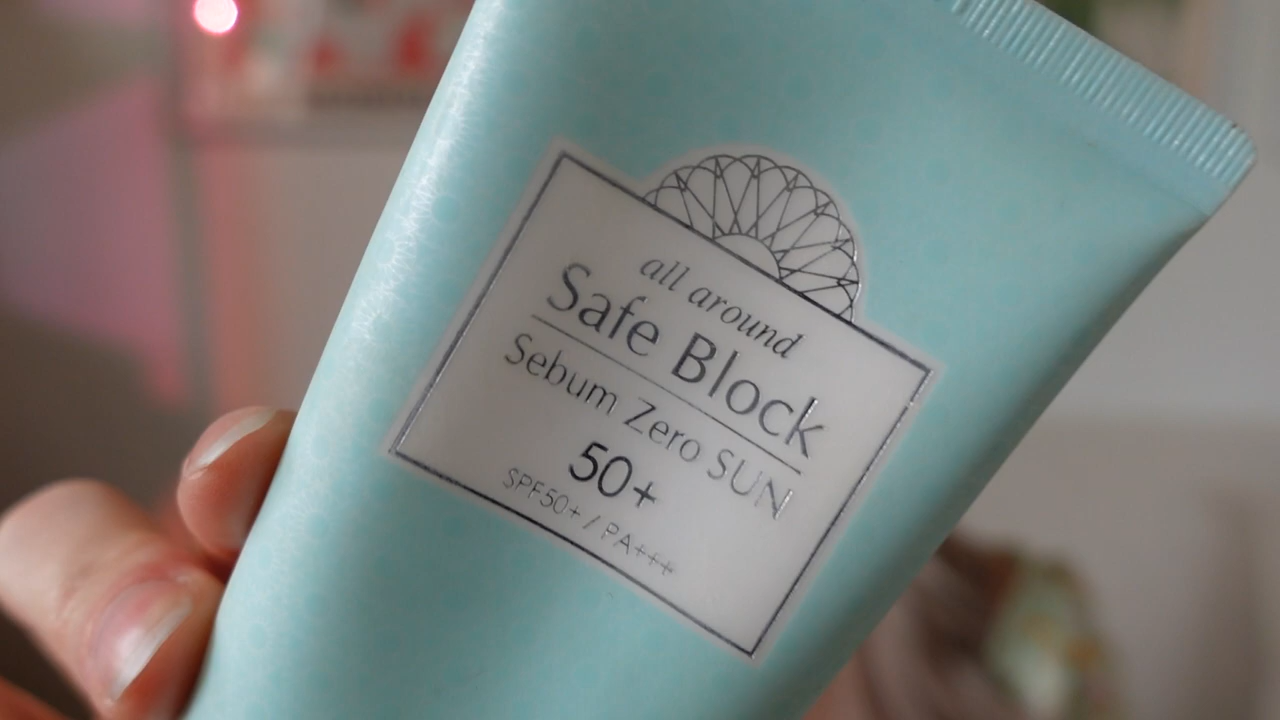 all around
Safe Block
Sebum Zero SUN
50+
SPF50+ / PA+++